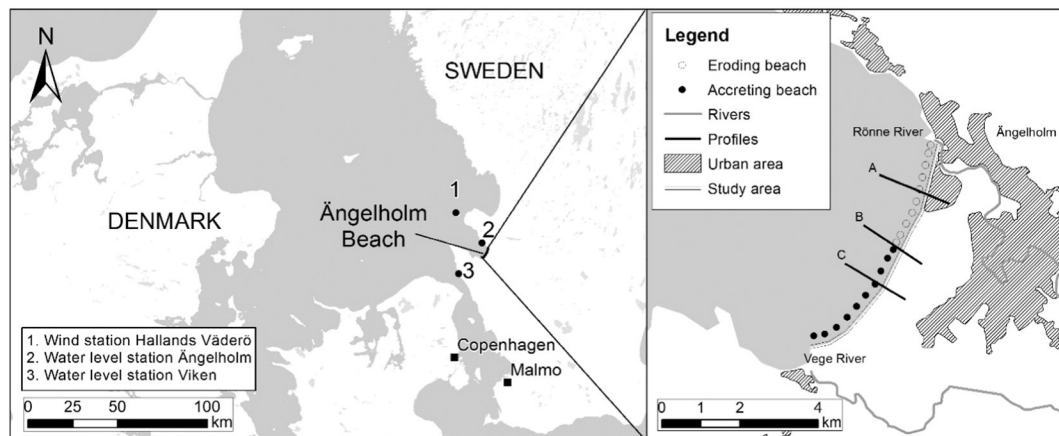 N
SWEDEN
DENMARK
1
Ängelholm
Beach
2
3
Copenhagen
Malmo
1. Wind station Hallands Väderö
2. Water level station Ängelholm
3. Water level station Viken
0 25 50 100
km
Legend
Eroding beach
Accreting beach
Rivers
Profiles
Urban area
Study area
Rönne River
Ängelholm
A
B
C
Vege River
0 1 2 4
km